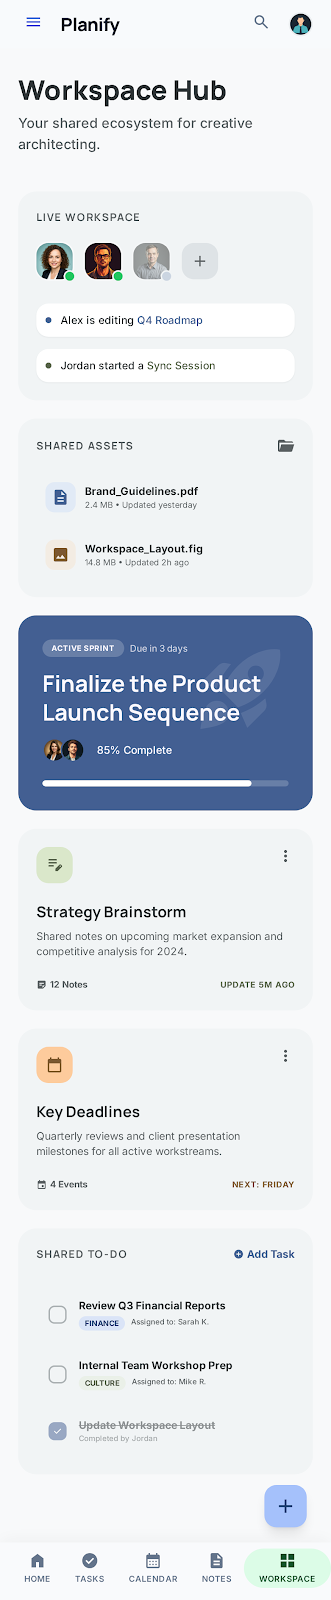 Planify
Workspace Hub
Your shared ecosystem for creative
architecting.
LIVE WORKSPACE
Alex is editing Q4 Roadmap
Jordan started a Sync Session
SHARED ASSETS
Brand_Guidelines.pdf
2.4 MB • Updated yesterday
Workspace_Layout.fig
14.8 MB • Updated 2h ago
ACTIVE SPRINT Due in 3 days
Finalize the Product
Launch Sequence
85% Complete
Strategy Brainstorm
Shared notes on upcoming market expansion and
competitive analysis for 2024.
12 Notes UPDATE 5M AGO
Key Deadlines
Quarterly reviews and client presentation
milestones for all active workstreams.
4 Events NEXT: FRIDAY
SHARED TO-DO Add Task
Review Q3 Financial Reports
FINANCE Assigned to: Sarah K.
Internal Team Workshop Prep
CULTURE Assigned to: Mike R.
Update Workspace Layout
Completed by Jordan
HOME TASKS CALENDAR NOTES WORKSPACE